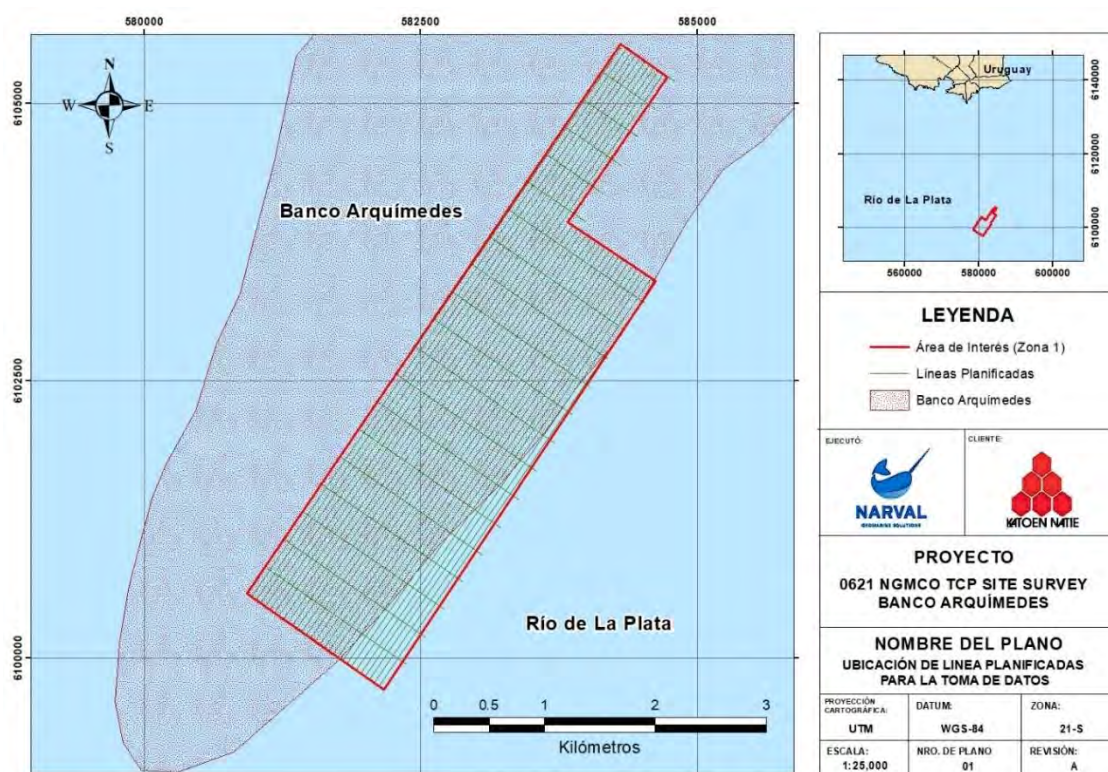 580000
582500
585000
6105000
6102500
6100000
N
W
E
S
Banco Arquímedes
Río de La Plata
0 0.5 1 2 3
Kilómetros
Uruguay
Río de La Plata
6140000
6120000
6100000
560000
580000
600000
LEYENDA
Área de Interés (Zona 1)
Líneas Planificadas
Banco Arquímedes
EJECUTÓ:
NARVAL
CLIENTE:
KATOEN NATIE
PROYECTO
0621 NGMCO TCP SITE SURVEY
BANCO ARQUÍMEDES
NOMBRE DEL PLANO
UBICACIÓN DE LINEA PLANIFICADAS
PARA LA TOMA DE DATOS
PROYECCIÓN
CARTOGRÁFICA:
UTM
DATUM:
WGS-84
ZONA:
21-S
ESCALA:
1:25,000
NRO. DE PLANO
01
REVISIÓN:
A